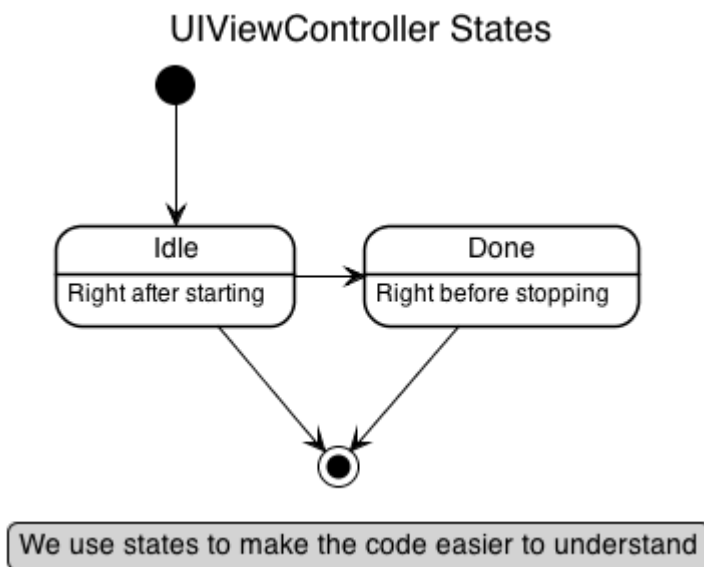 UIViewController States
Idle
Right after starting
Done
Right before stopping
We use states to make the code easier to understand